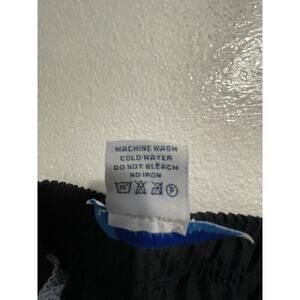 MACHINE WASH
COLD WATER
DO NOT BLEACH
NO IRON
P